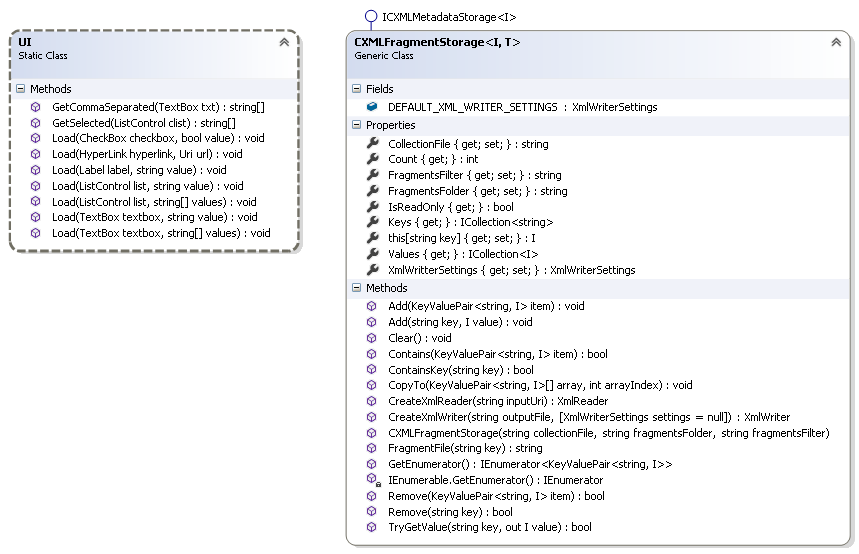 UI
Static Class
Methods
GetCommaSeparated(TextBox txt) : string[]
GetSelected(ListControl clist) : string[]
Load(CheckBox checkbox, bool value) : void
Load(HyperLink hyperlink, Uri url) : void
Load(Label label, string value) : void
Load(ListControl list, string value) : void
Load(ListControl list, string[] values) : void
Load(TextBox textbox, string value) : void
Load(TextBox textbox, string[] values) : void
ICXMLMetadataStorage<I>
CXMLFragmentStorage<I, T>
Generic Class
Fields
DEFAULT_XML_WRITER_SETTINGS : XmlWriterSettings
Properties
CollectionFile { get; set; } : string
Count { get; } : int
FragmentsFilter { get; set; } : string
FragmentsFolder { get; set; } : string
IsReadOnly { get; } : bool
Keys { get; } : ICollection<string>
this[string key] { get; set; } : I
Values { get; } : ICollection<I>
XmlWritterSettings { get; set; } : XmlWriterSettings
Methods
Add(KeyValuePair<string, I> item) : void
Add(string key, I value) : void
Clear() : void
Contains(KeyValuePair<string, I> item) : bool
ContainsKey(string key) : bool
CopyTo(KeyValuePair<string, I>[] array, int arrayIndex) : void
CreateXmlReader(string inputUri) : XmlReader
CreateXmlWriter(string outputFile, [XmlWriterSettings settings = null]) : XmlWriter
CXMLFragmentStorage(string collectionFile, string fragmentsFolder, string fragmentsFilter)
FragmentFile(string key) : string
GetEnumerator() : IEnumerator<KeyValuePair<string, I>>
IEnumerable.GetEnumerator() : IEnumerator
Remove(KeyValuePair<string, I> item) : bool
Remove(string key) : bool
TryGetValue(string key, out I value) : bool